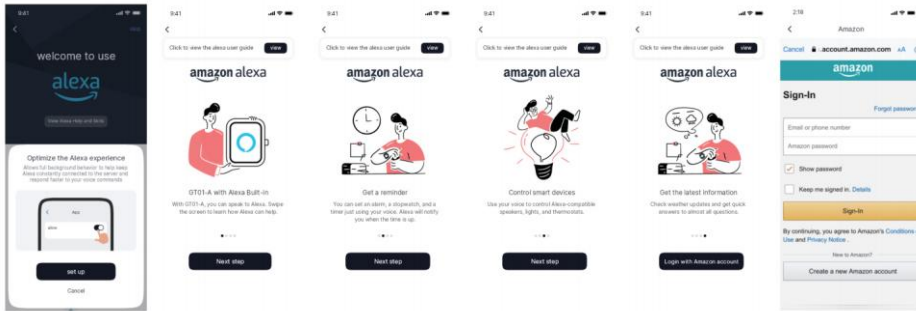 9:41
welcome to use
alexa
View Alexa Help and Skills
Optimize the Alexa experience
Allows full background behavior to help keep
Alexa constantly connected to the server and
respond faster to your voice commands
App
set up
Cancel
9:41
Click to view the alexa user guide view
amazon alexa
GT01-A with Alexa Built-in
With GT01-A, you can speak to Alexa. Swipe
the screen to learn how Alexa can help.
Next step
9:41
Click to view the alexa user guide view
amazon alexa
Get a reminder
You can set an alarm, a stopwatch, and a
timer just using your voice. Alexa will notify
you when the time is up.
Next step
9:41
Click to view the alexa user guide view
amazon alexa
Control smart devices
Use your voice to control Alexa-compatible
speakers, lights, and thermostats.
Next step
9:41
Click to view the alexa user guide view
amazon alexa
Get the latest information
Check weather updates and get quick
answers to almost all questions.
Login with Amazon account
2:18
Amazon
Cancel .account.amazon.com AA
amazon
Sign-In
Forgot password
Email or phone number
Amazon password
Show password
Keep me signed in. Details
Sign-In
By continuing, you agree to Amazon's Conditions
Use and Privacy Notice .
New to Amazon?
Create a new Amazon account